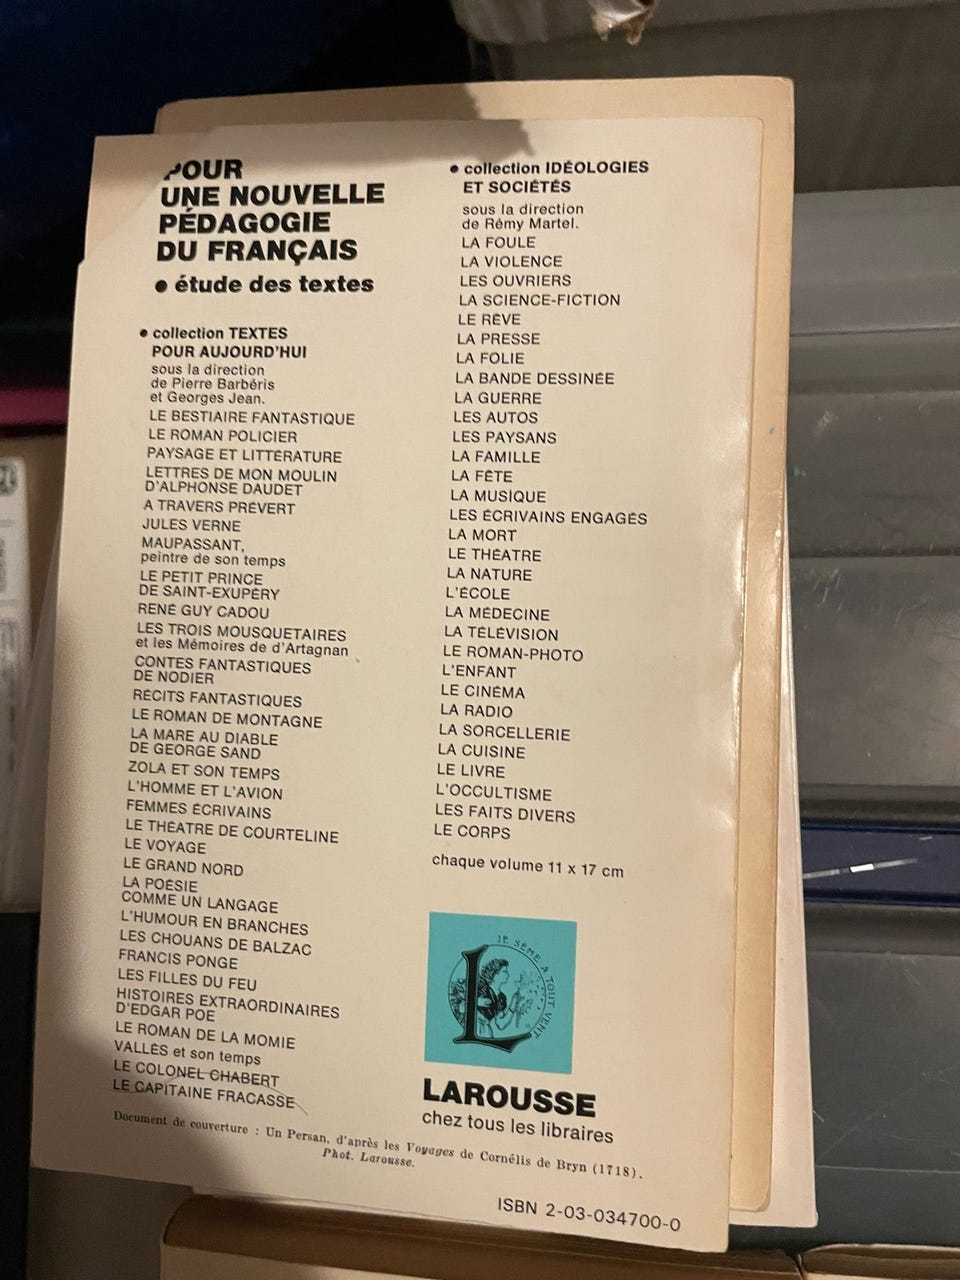 POUR
UNE NOUVELLE
PÉDAGOGIE
DU FRANÇAIS
● étude des textes
● collection TEXTES
POUR AUJOURD'HUI
sous la direction
de Pierre Barbéris
et Georges Jean.
LE BESTIAIRE FANTASTIQUE
LE ROMAN POLICIER
PAYSAGE ET LITTÉRATURE
LETTRES DE MON MOULIN
D'ALPHONSE DAUDET
A TRAVERS PRÉVERT
JULES VERNE
MAUPASSANT,
peintre de son temps
LE PETIT PRINCE
DE SAINT-EXUPÉRY
RENÉ GUY CADOU
LES TROIS MOUSQUETAIRES
et les Mémoires de d'Artagnan
CONTES FANTASTIQUES
DE NODIER
RÉCITS FANTASTIQUES
LE ROMAN DE MONTAGNE
LA MARE AU DIABLE
DE GEORGE SAND
ZOLA ET SON TEMPS
L'HOMME ET L'AVION
FEMMES ÉCRIVAINS
LE THÉATRE DE COURTELINE
LE VOYAGE
LE GRAND NORD
LA POÉSIE
COMME UN LANGAGE
L'HUMOUR EN BRANCHES
LES CHOUANS DE BALZAC
FRANCIS PONGE
LES FILLES DU FEU
HISTOIRES EXTRAORDINAIRES
D'EDGAR POE
LE ROMAN DE LA MOMIE
VALLÈS et son temps
LE COLONEL CHABERT
LE CAPITAINE FRACASSE
● collection IDÉOLOGIES
ET SOCIÉTÉS
sous la direction
de Rémy Martel.
LA FOULE
LA VIOLENCE
LES OUVRIERS
LA SCIENCE-FICTION
LE RÊVE
LA PRESSE
LA FOLIE
LA BANDE DESSINÉE
LA GUERRE
LES AUTOS
LES PAYSANS
LA FAMILLE
LA FÊTE
LA MUSIQUE
LES ÉCRIVAINS ENGAGÉS
LA MORT
LE THÉATRE
LA NATURE
L'ÉCOLE
LA MÉDECINE
LA TÉLÉVISION
LE ROMAN-PHOTO
L'ENFANT
LE CINÉMA
LA RADIO
LA SORCELLERIE
LA CUISINE
LE LIVRE
L'OCCULTISME
LES FAITS DIVERS
LE CORPS
chaque volume 11 x 17 cm
JE SÈME A TOUT VENT
L
LAROUSSE
chez tous les libraires
Document de couverture : Un Persan, d'après les Voyages de Cornélis de Bryn (1718).
Phot. Larousse.
ISBN 2-03-034700-0